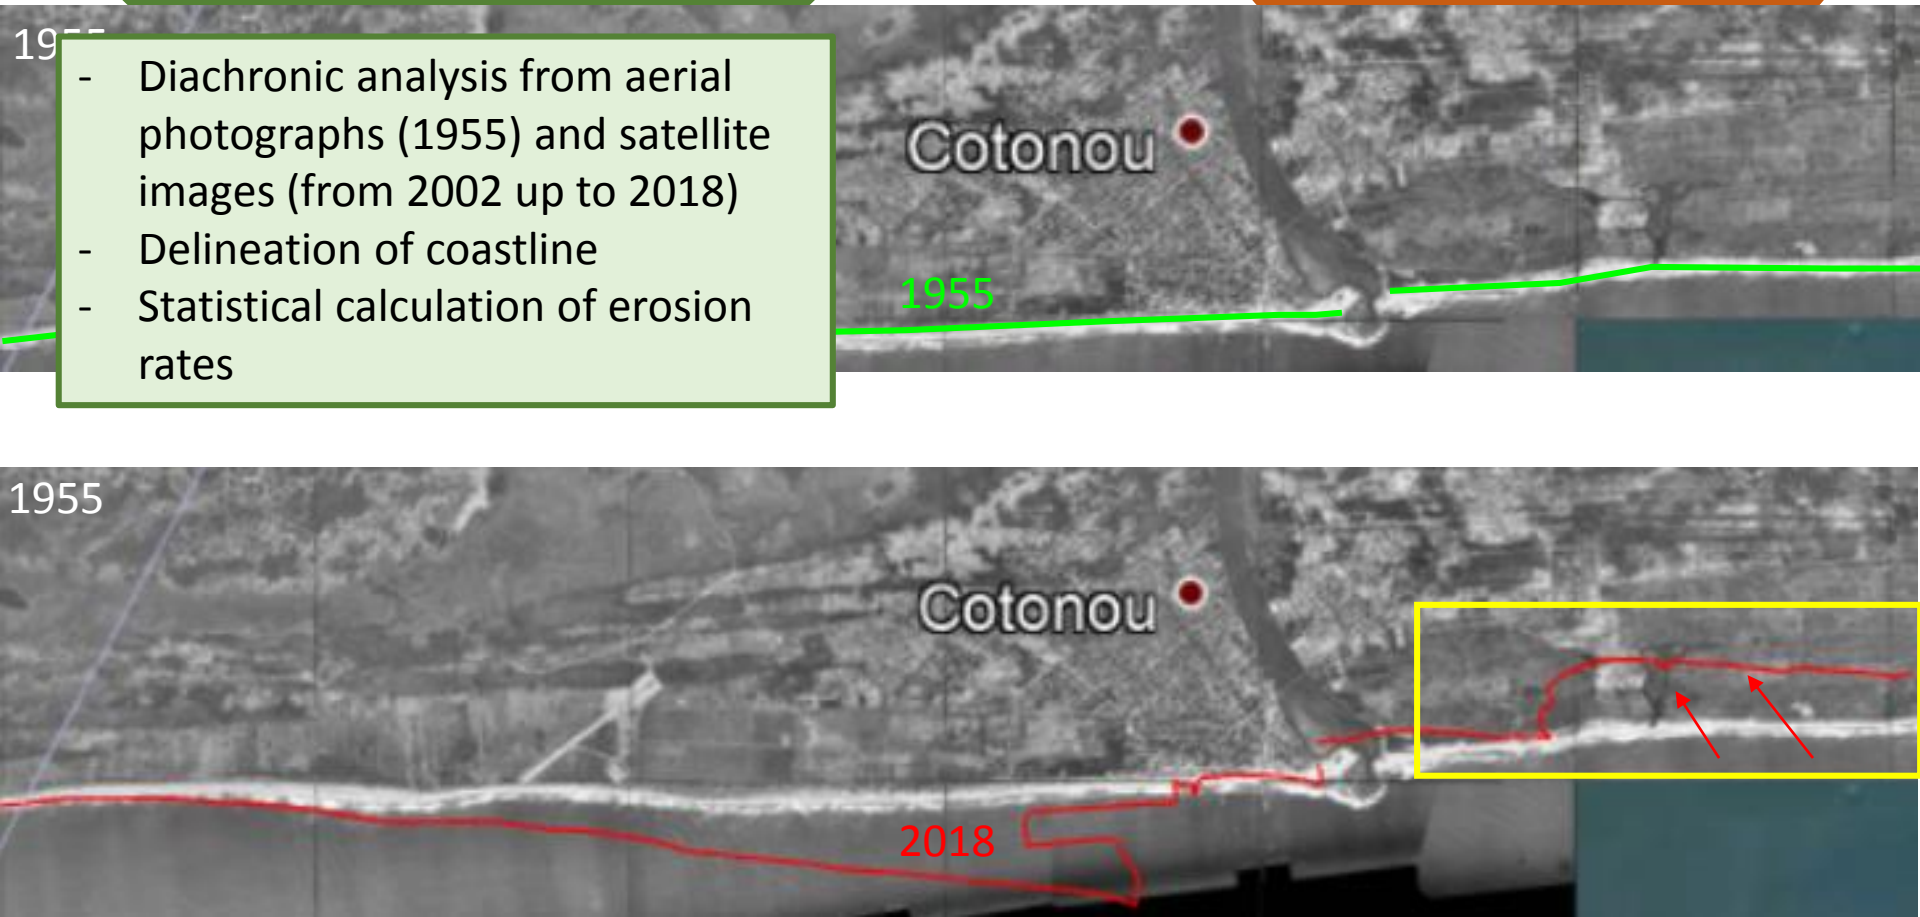 19
- Diachronic analysis from aerial
photographs (1955) and satellite
images (from 2002 up to 2018)
- Delineation of coastline
- Statistical calculation of erosion
rates
Cotonou
1955
1955
Cotonou
2018